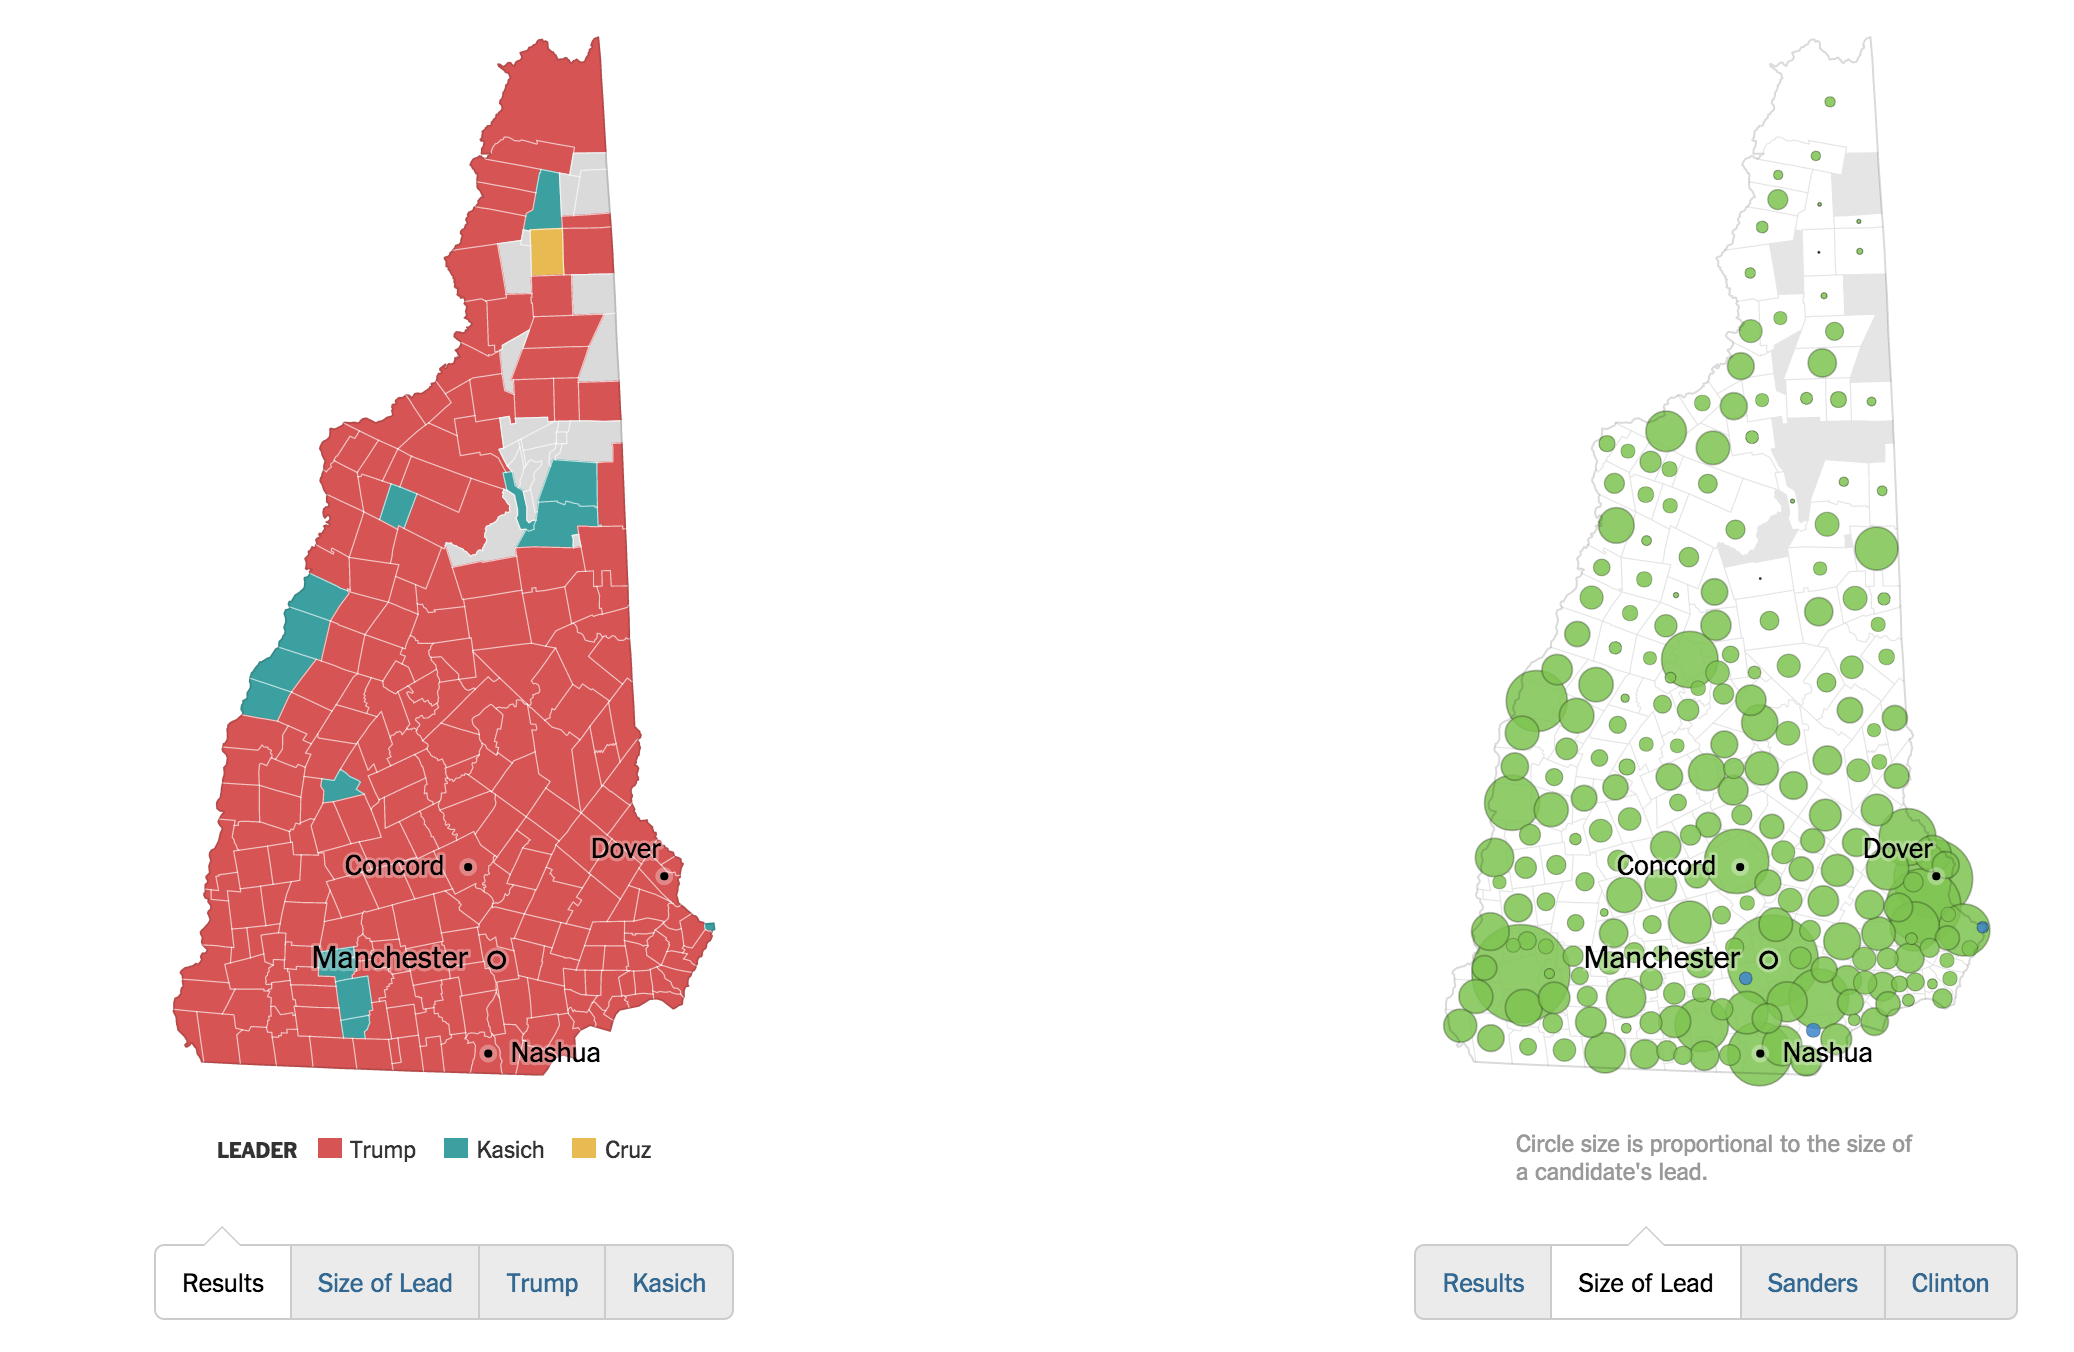 Dover
Concord
Manchester
Nashua
LEADER Trump Kasich Cruz
Results Size of Lead Trump Kasich
Dover
Concord
Manchester
Nashua
Circle size is proportional to the size of
a candidate's lead.
Results Size of Lead Sanders Clinton